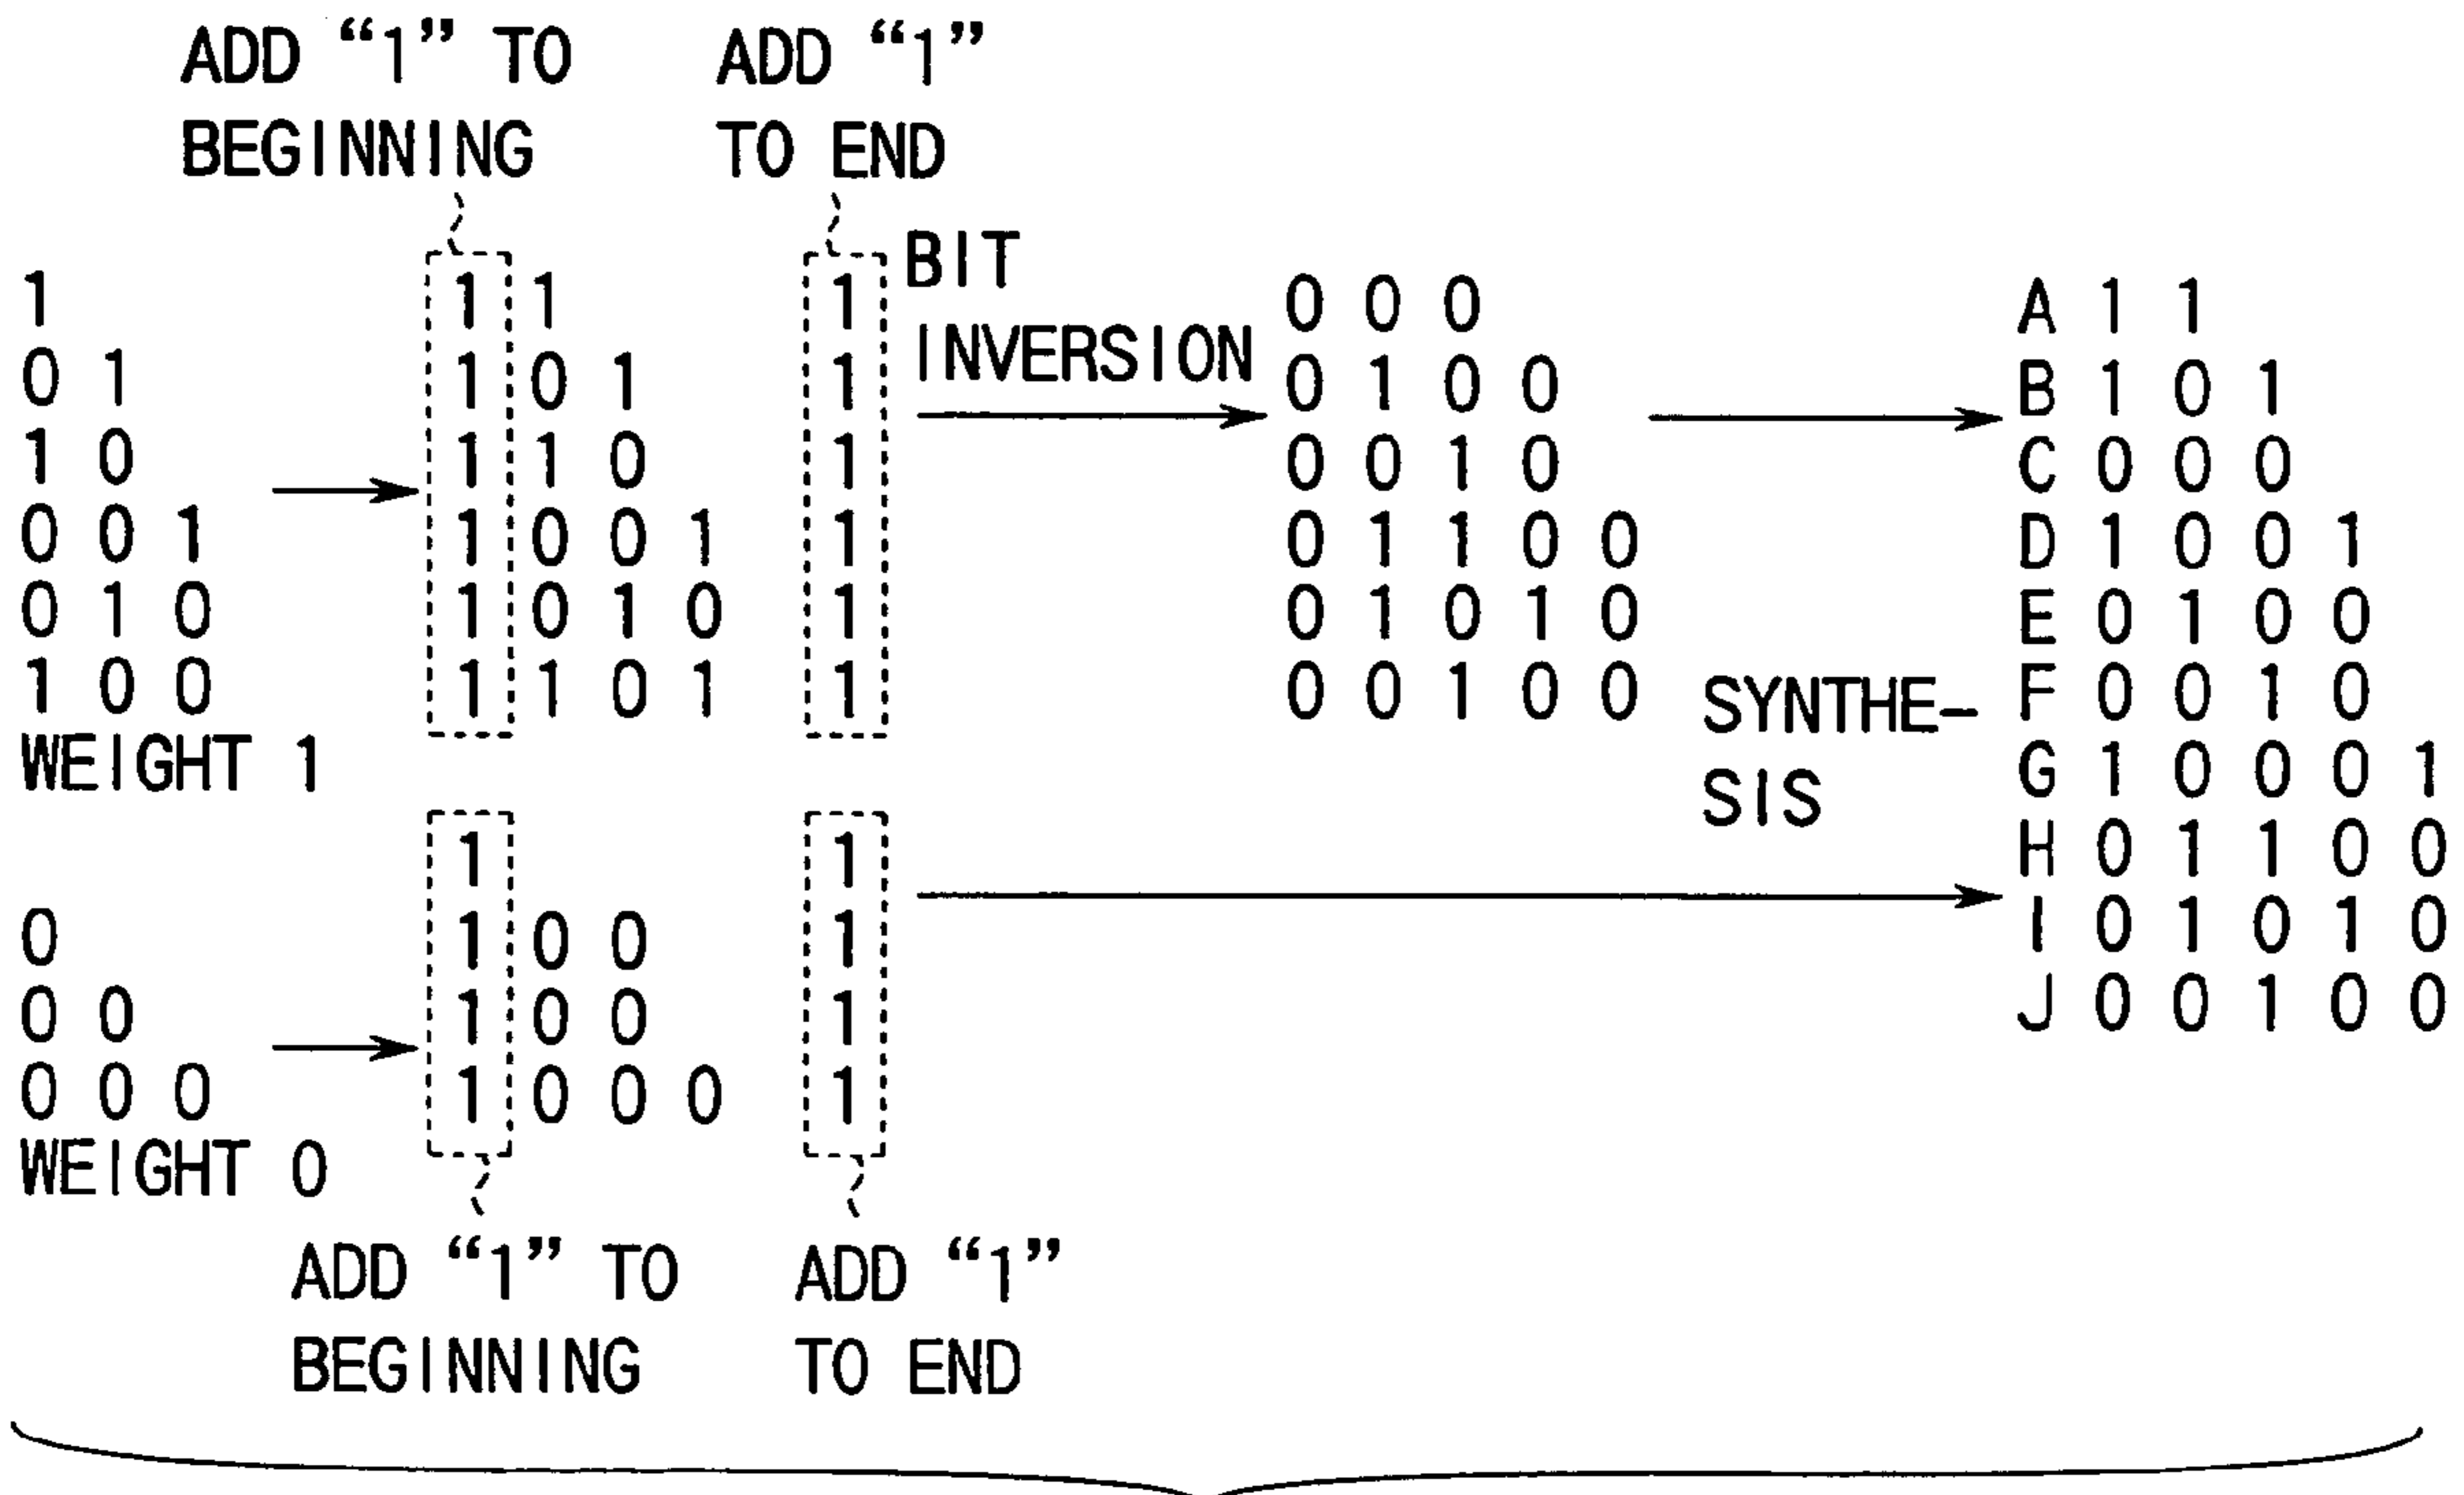 ADD “1” TO
BEGINNING
ADD “1”
TO END
1
0 1
1 0
0 0 1
0 1 0
1 0 0
WEIGHT 1
1 1 1
1 0 1 1
1 1 0 1
1 0 0 1 1
1 0 1 0 1
1 1 0 1 1
BIT
INVERSION
0 0 0
0 1 0 0
0 0 1 0
0 1 1 0 0
0 1 0 1 0
0 0 1 0 0
0
0 0
0 0 0
WEIGHT 0
1 1
1 0 0 1
1 0 0 1
1 0 0 0 1
ADD “1” TO
BEGINNING
ADD “1”
TO END
SYNTHE-
SIS
A 1 1
B 1 0 1
C 0 0 0
D 1 0 0 1
E 0 1 0 0
F 0 0 1 0
G 1 0 0 0 1
H 0 1 1 0 0
I 0 1 0 1 0
J 0 0 1 0 0